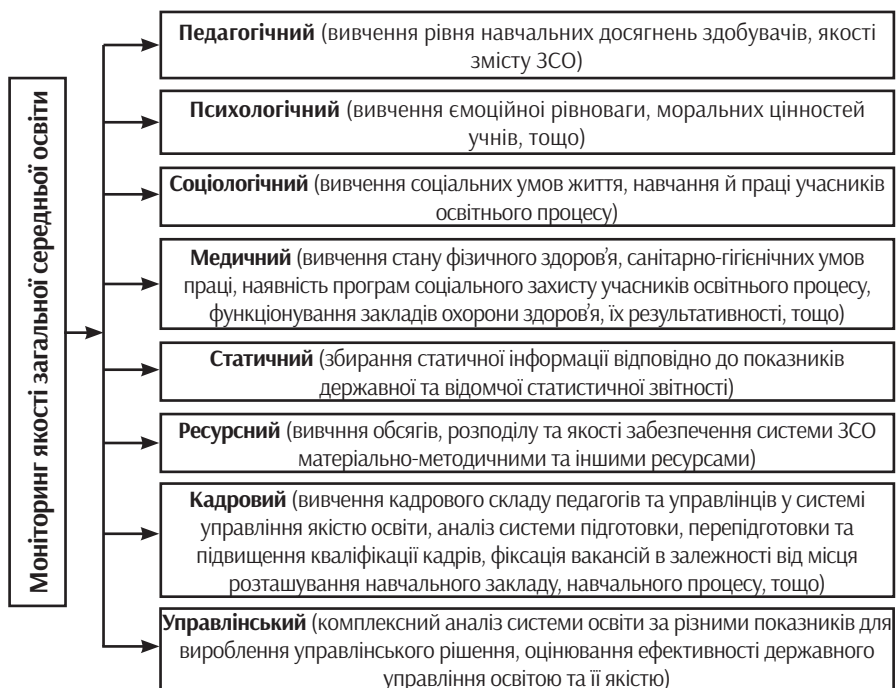 Моніторинг якості загальної середньої освіти
Педагогічний (вивчення рівня навчальних досягнень здобувачів, якості
змісту ЗСО)
Психологічний (вивчення ємоційноі рівноваги, моральних цінностей
учнів, тощо)
Соціологічний (вивчення соціальних умов життя, навчання й праці учасників
освітнього процесу)
Медичний (вивчення стану фізичного здоров’я, санітарно-гігієнічних умов
праці, наявність програм соціального захисту учасників освітнього процесу,
функціонування закладів охорони здоров’я, їх результативності, тощо)
Статичний (збирання статичної інформації відповідно до показників
державної та відомчої статистичної звітності)
Ресурсний (вивчння обсягів, розподілу та якості забезпечення системи ЗСО
матеріально-методичними та іншими ресурсами)
Кадровий (вивчення кадрового складу педагогів та управлінців у системі
управління якістю освіти, аналіз системи підготовки, перепідготовки та
підвищення кваліфікації кадрів, фіксація вакансій в залежності від місця
розташування навчального закладу, навчального процесу, тощо)
Управлінський (комплексний аналіз системи освіти за різними показників для
вироблення управлінського рішення, оцінювання ефективності державного
управління освітою та її якістю)